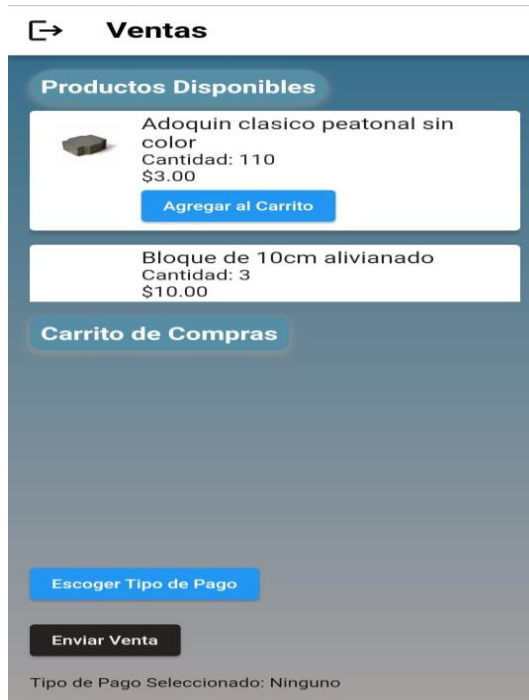 Ventas
Productos Disponibles
Adoquin clasico peatonal sin
color
Cantidad: 110
$3.00
Agregar al Carrito
Bloque de 10cm alivianado
Cantidad: 3
$10.00
Carrito de Compras
Escoger Tipo de Pago
Enviar Venta
Tipo de Pago Seleccionado: Ninguno